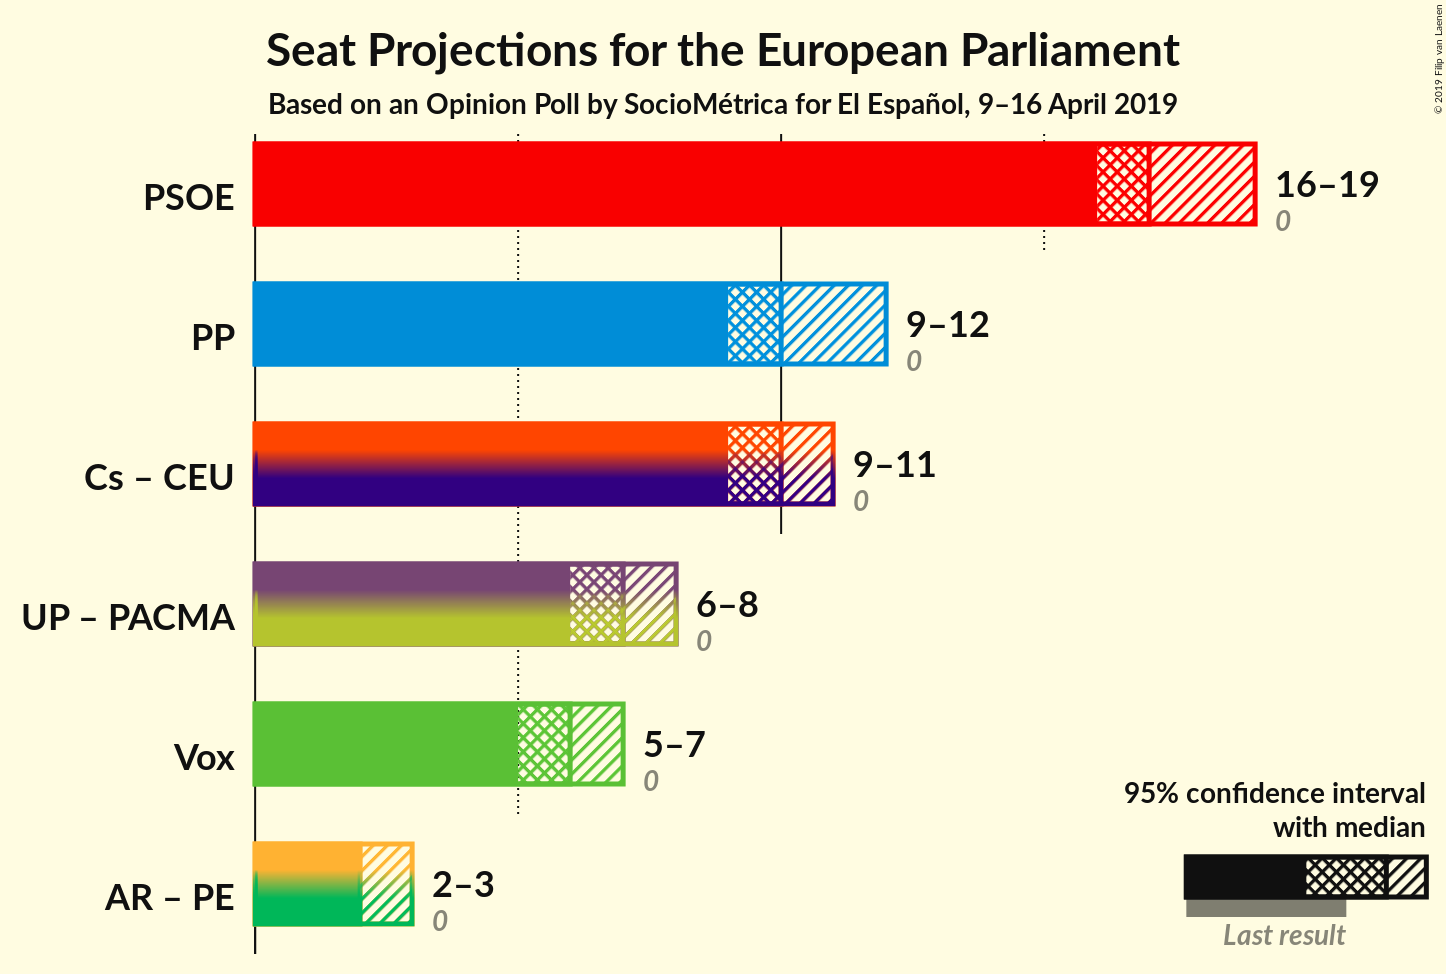 Seat Projections for the European Parliament
Based on an Opinion Poll by SocioMétrica for El Español, 9–16 April 2019
© 2019 Filip van Laenen
PSOE
16–19
0
PP
9–12
0
Cs – CEU
9–11
0
UP – PACMA
6–8
0
Vox
5–7
0
AR – PE
2–3
0
95% confidence interval
with median
Last result